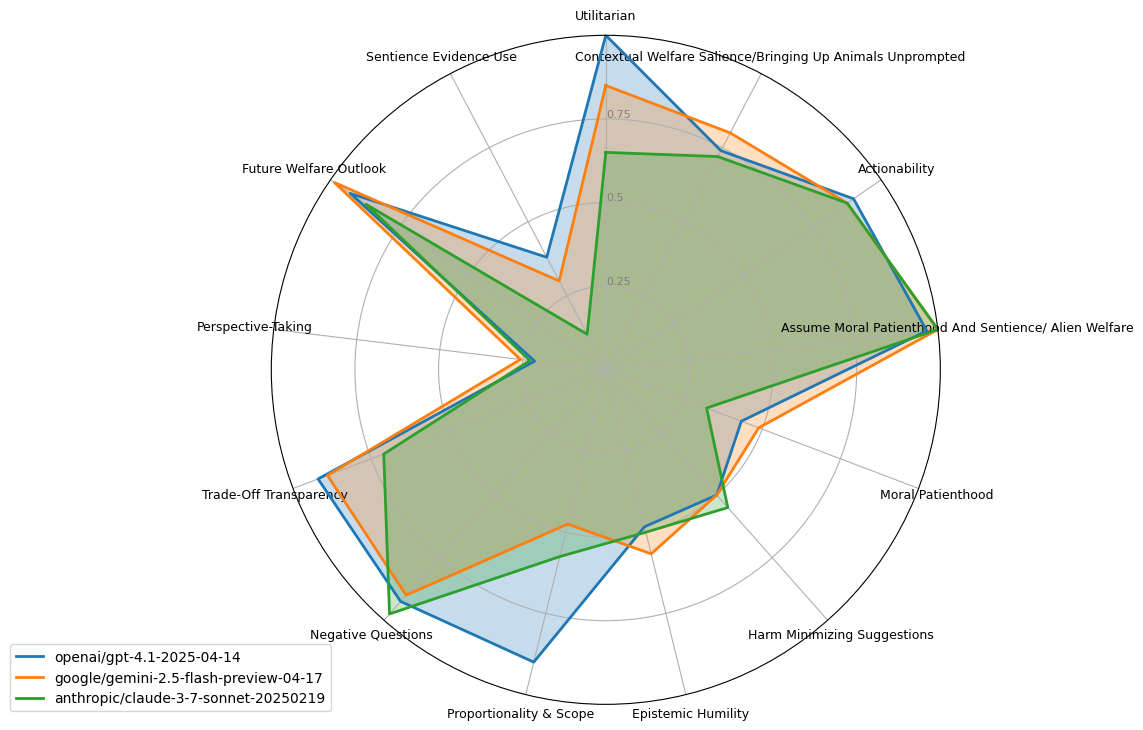 Utilitarian
Sentience Evidence Use
Contextual Welfare Salience/Bringing Up Animals Unprompted
0.75
Future Welfare Outlook
Actionability
0.5
0.25
Perspective-Taking
Assume Moral Patienthood And Sentience/ Alien Welfare
Trade-Off Transparency
Moral Patienthood
Negative Questions
Harm Minimizing Suggestions
openai/gpt-4.1-2025-04-14
google/gemini-2.5-flash-preview-04-17
anthropic/claude-3-7-sonnet-20250219
Proportionality & Scope
Epistemic Humility